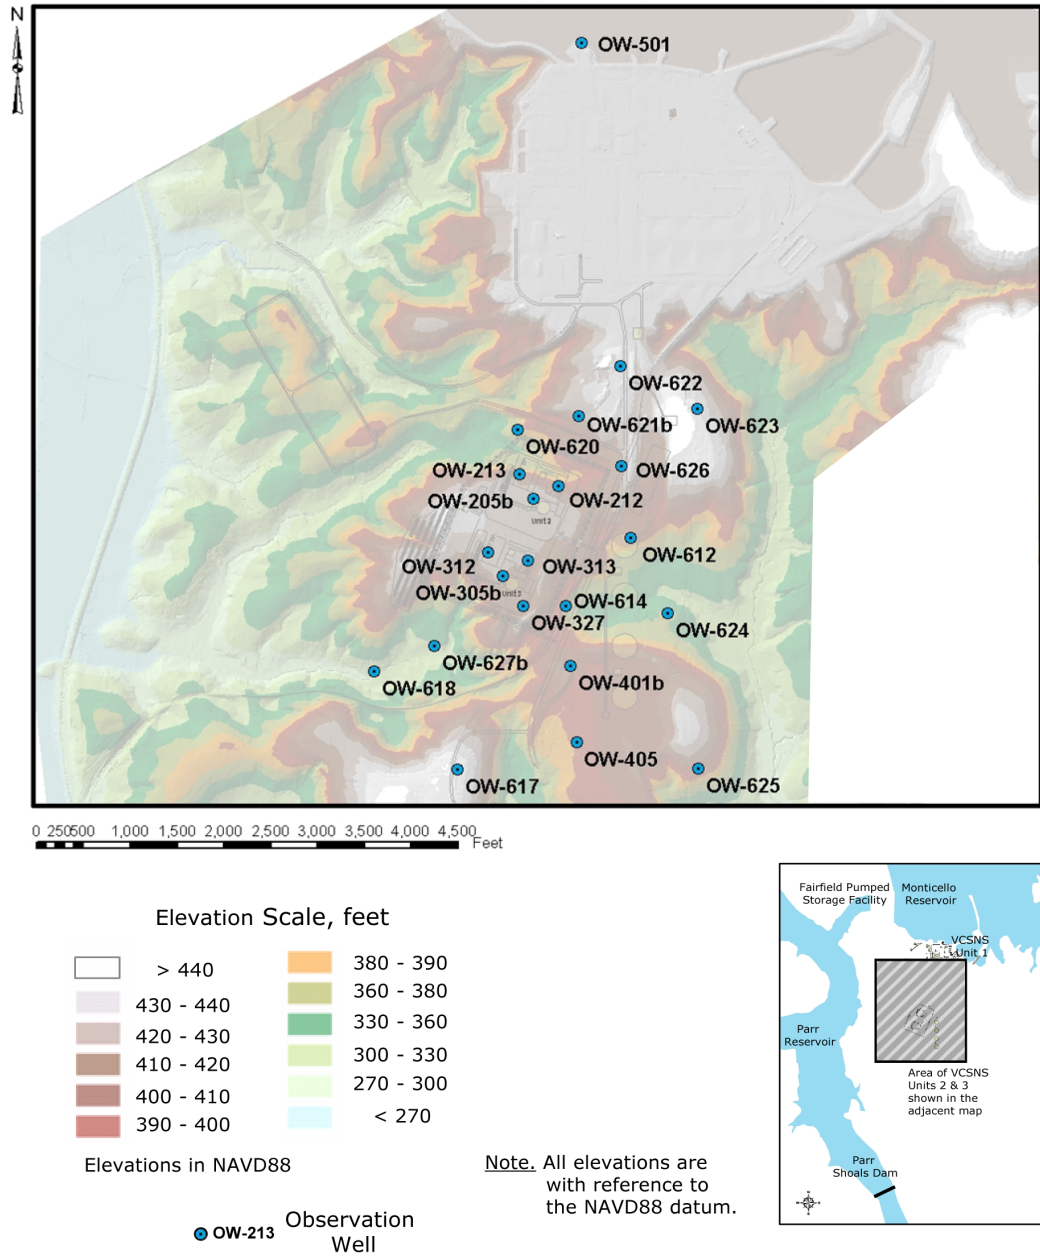 N
OW-501
OW-622
OW-621b
OW-623
OW-620
OW-213
OW-626
OW-205b
OW-212
Unit 2
OW-612
OW-312
OW-313
OW-305b
Unit 3
OW-614
OW-327
OW-624
OW-627b
OW-618
OW-401b
OW-405
OW-617
OW-625
0 250500 1,000 1,500 2,000 2,500 3,000 3,500 4,000 4,500
Feet
Elevation Scale, feet
> 440
430 - 440
420 - 430
410 - 420
400 - 410
390 - 400
380 - 390
360 - 380
330 - 360
300 - 330
270 - 300
< 270
Elevations in NAVD88
Note. All elevations are
with reference to
the NAVD88 datum.
OW-213
Observation
Well
Fairfield Pumped
Storage Facility
Monticello
Reservoir
VCSNS
Unit 1
Parr
Reservoir
Area of VCSNS
Units 2 & 3
shown in the
adjacent map
Parr
Shoals Dam